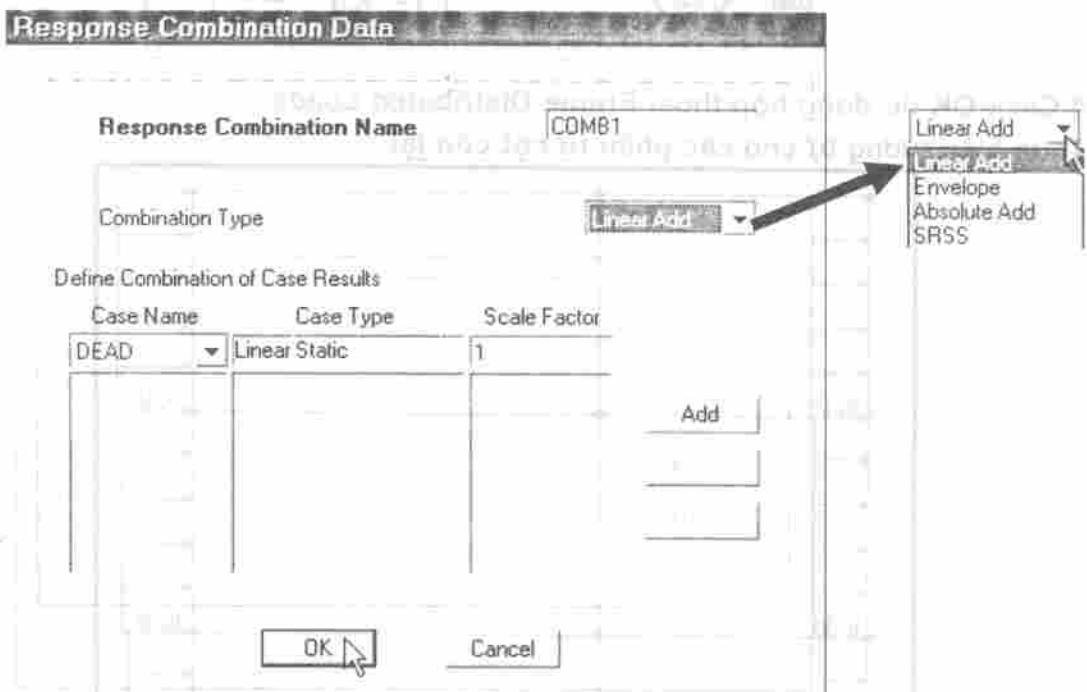 Response Combination Data
Response Combination Name
COMB1
Linear Add
Linear Add
Envelope
Absolute Add
SRSS
Combination Type
Linear Add
Define Combination of Case Results
Case Name
Case Type
Scale Factor
DEAD
Linear Static
1
Add
OK
Cancel